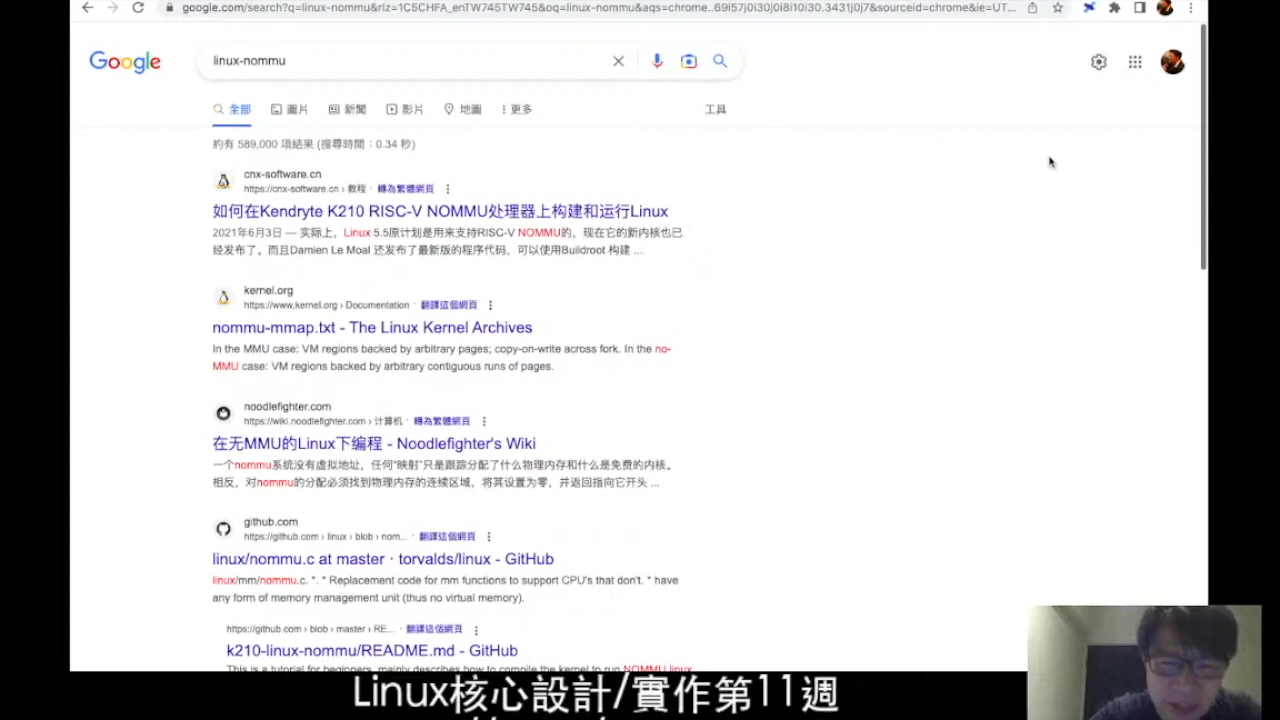 google.com/search?q=linux-nommu&rlz=1C5CHFA_enTW745TW745&oq=linux-nommu&aqs=chrome..69i57j0i30j0i8i10i30.3431j0j7&sourceid=chrome&ie=UT...
Google
linux-nommu
全部 圖片 新聞 影片 地圖 更多 工具
約有 589,000 項結果 (搜尋時間：0.34 秒)
cnx-software.cn
https://cnx-software.cn › 教程 · 轉為繁體網頁
如何在Kendryte K210 RISC-V NOMMU处理器上构建和运行Linux
2021年6月3日 — 实际上，Linux 5.5原计划是用来支持RISC-V NOMMU的，现在它的新内核也已
经发布了。而且Damien Le Moal 还发布了最新版的程序代码，可以使用Buildroot 构建 ...
kernel.org
https://www.kernel.org › Documentation · 翻譯這個網頁
nommu-mmap.txt - The Linux Kernel Archives
In the MMU case: VM regions backed by arbitrary pages; copy-on-write across fork. In the no-
MMU case: VM regions backed by arbitrary contiguous runs of pages.
noodlefighter.com
https://wiki.noodlefighter.com › 计算机 · 轉為繁體網頁
在无MMU的Linux下编程 - Noodlefighter's Wiki
一个nommu系统没有虚拟地址，任何“映射”只是跟踪分配了什么物理内存和什么是免费的内核。
相反，对nommu的分配必须找到物理内存的连续区域，将其设置为零，并返回指向它开头 ...
github.com
https://github.com › linux › blob › nom... · 翻譯這個網頁
linux/nommu.c at master · torvalds/linux - GitHub
linux/mm/nommu.c. *. * Replacement code for mm functions to support CPU's that don't. * have
any form of memory management unit (thus no virtual memory).
https://github.com › blob › master › RE... · 翻譯這個網頁
k210-linux-nommu/README.md - GitHub
This is a tutorial for beginners, mainly describes how to compile the kernel to run NOMMU linux
Linux核心設計/實作第11週